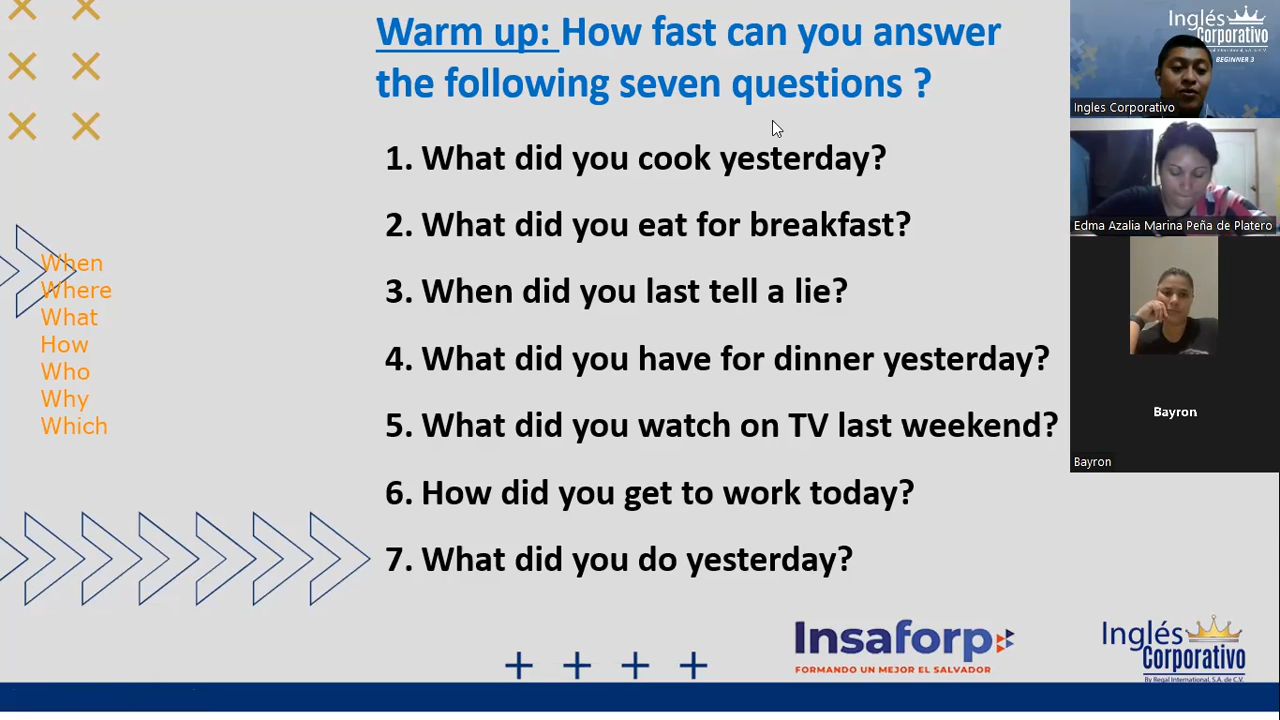 Warm up: How fast can you answer
the following seven questions ?
1. What did you cook yesterday?
2. What did you eat for breakfast?
3. When did you last tell a lie?
4. What did you have for dinner yesterday?
5. What did you watch on TV last weekend?
6. How did you get to work today?
7. What did you do yesterday?
When
Where
What
How
Who
Why
Which
Inglés
Corporativo
BEGINNER 3
Ingles Corporativo
Edma Azalia Marina Peña de Platero
Bayron
Bayron
Insaforp
FORMANDO UN MEJOR EL SALVADOR
Inglés
Corporativo
By Regal International, S.A. de C.V.